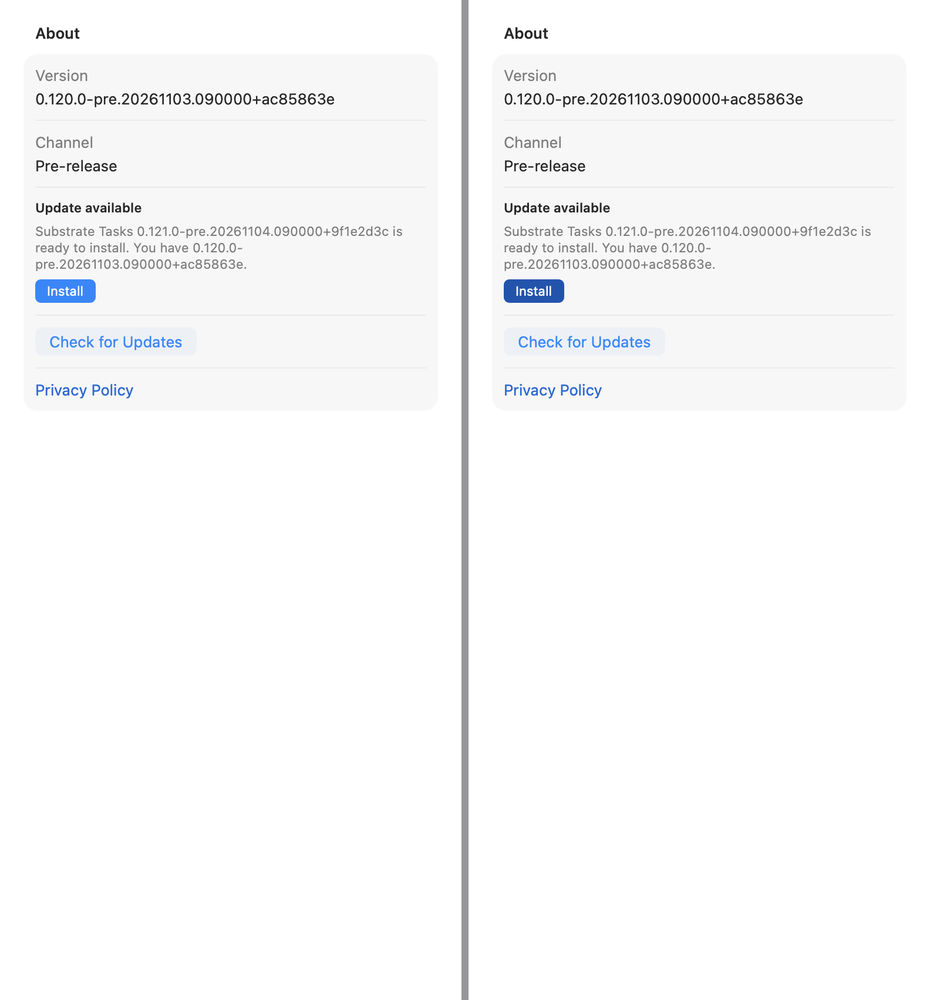 About
Version
0.120.0-pre.20261103.090000+ac85863e
Channel
Pre-release
Update available
Substrate Tasks 0.121.0-pre.20261104.090000+9f1e2d3c is
ready to install. You have 0.120.0-
pre.20261103.090000+ac85863e.
Install
Check for Updates
Privacy Policy
About
Version
0.120.0-pre.20261103.090000+ac85863e
Channel
Pre-release
Update available
Substrate Tasks 0.121.0-pre.20261104.090000+9f1e2d3c is
ready to install. You have 0.120.0-
pre.20261103.090000+ac85863e.
Install
Check for Updates
Privacy Policy